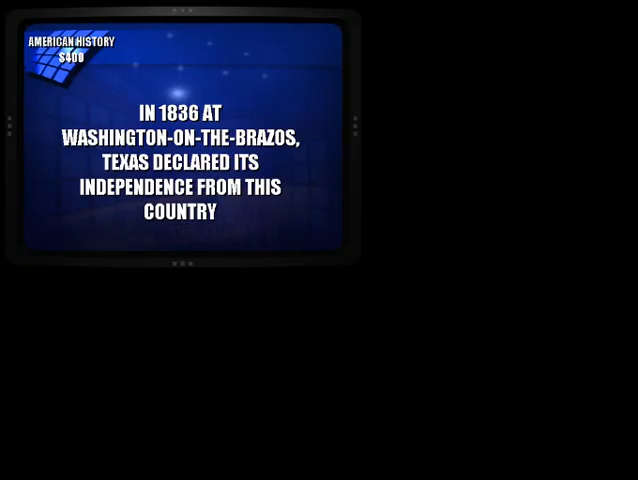 AMERICAN HISTORY
$400
IN 1836 AT
WASHINGTON-ON-THE-BRAZOS,
TEXAS DECLARED ITS
INDEPENDENCE FROM THIS
COUNTRY